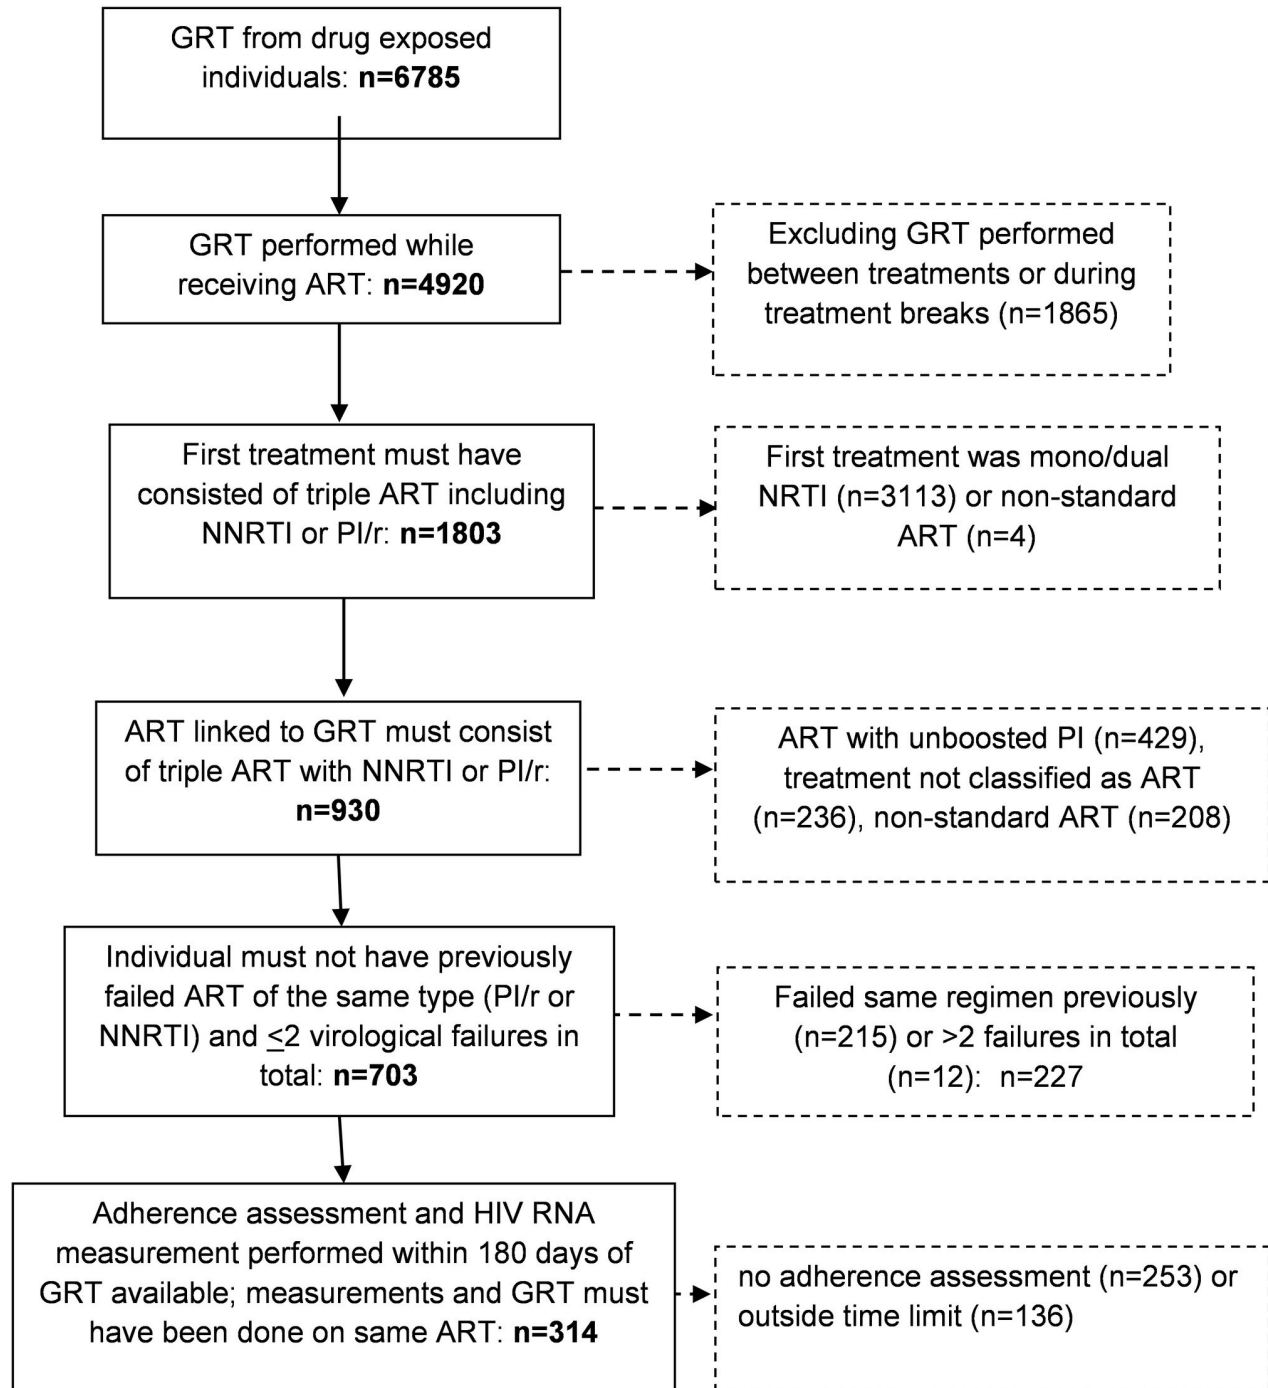 GRT from drug exposed
individuals: n=6785
GRT performed while
receiving ART: n=4920
Excluding GRT performed
between treatments or during
treatment breaks (n=1865)
First treatment must have
consisted of triple ART including
NNRTI or PI/r: n=1803
First treatment was mono/dual
NRTI (n=3113) or non-standard
ART (n=4)
ART linked to GRT must consist
of triple ART with NNRTI or PI/r:
n=930
ART with unboosted PI (n=429),
treatment not classified as ART
(n=236), non-standard ART (n=208)
Individual must not have previously
failed ART of the same type (PI/r or
NNRTI) and ≤2 virological failures in
total: n=703
Failed same regimen previously
(n=215) or >2 failures in total
(n=12): n=227
Adherence assessment and HIV RNA
measurement performed within 180 days of
GRT available; measurements and GRT must
have been done on same ART: n=314
no adherence assessment (n=253) or
outside time limit (n=136)